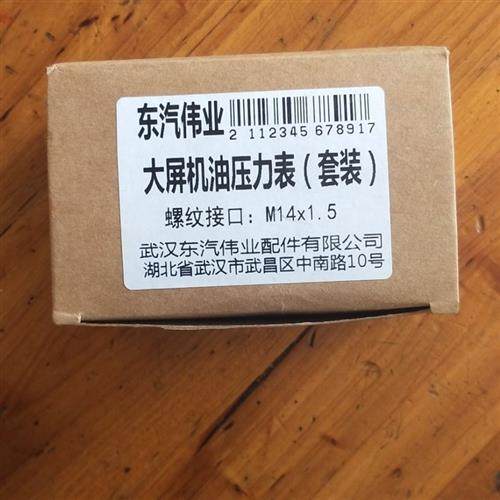 东汽伟业
2 112345 678917
大屏机油压力表（套装）
螺纹接口：M14x1.5
武汉东汽伟业配件有限公司
湖北省武汉市武昌区中南路10号